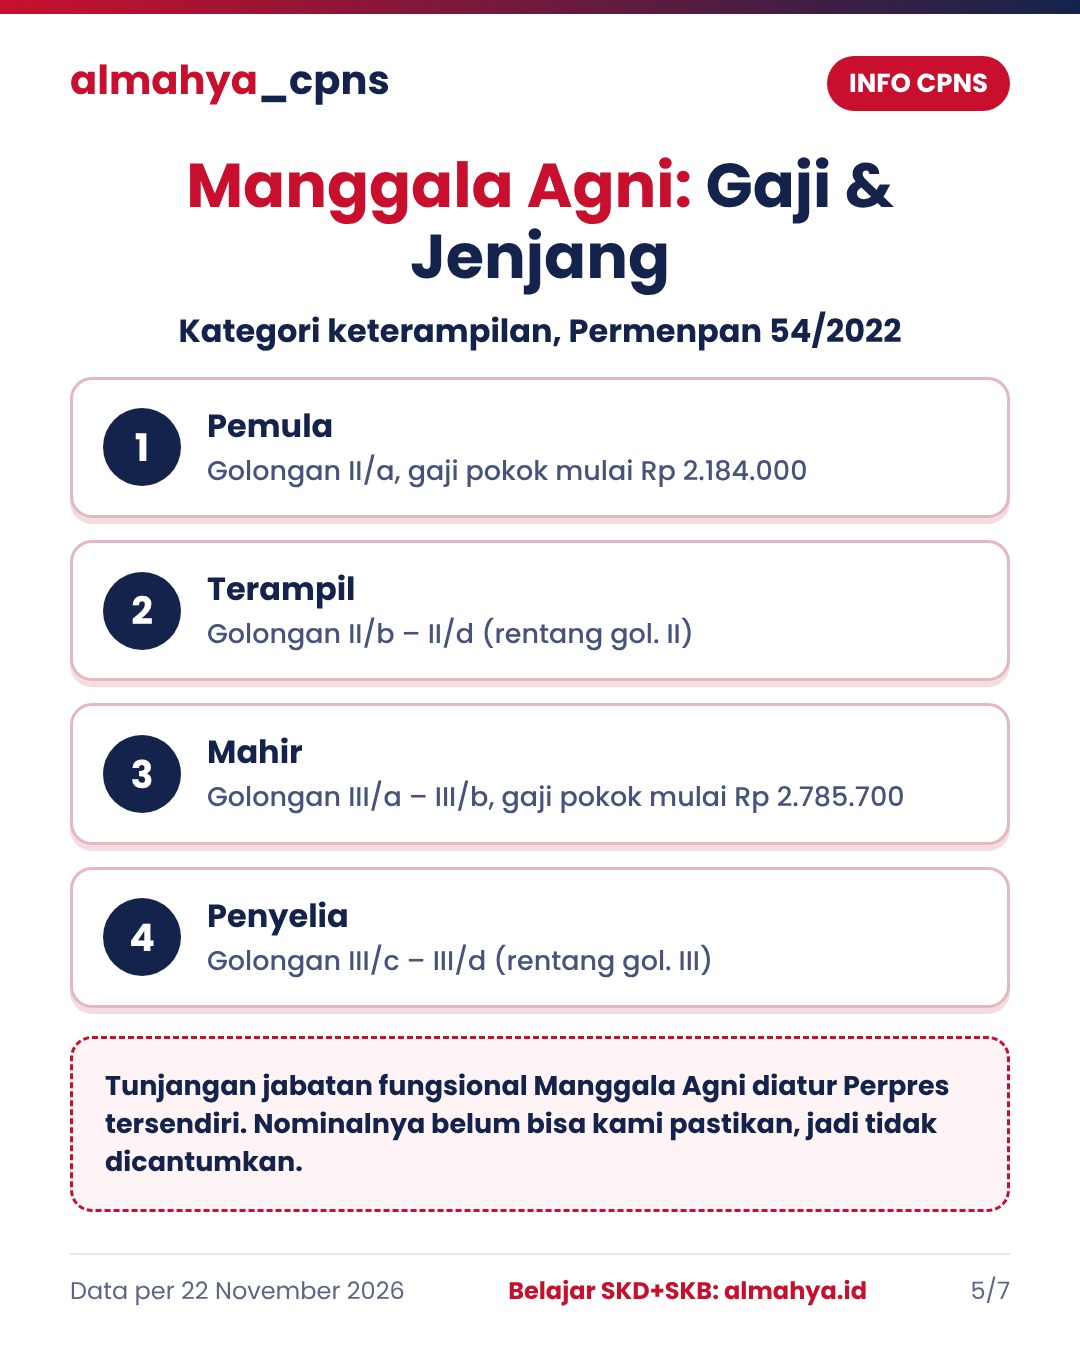 almahya_cpns
INFO CPNS
Manggala Agni: Gaji &
Jenjang
Kategori keterampilan, Permenpan 54/2022
1
Pemula
Golongan II/a, gaji pokok mulai Rp 2.184.000
2
Terampil
Golongan II/b – II/d (rentang gol. II)
3
Mahir
Golongan III/a – III/b, gaji pokok mulai Rp 2.785.700
4
Penyelia
Golongan III/c – III/d (rentang gol. III)
Tunjangan jabatan fungsional Manggala Agni diatur Perpres
tersendiri. Nominalnya belum bisa kami pastikan, jadi tidak
dicantumkan.
Data per 22 November 2026
Belajar SKD+SKB: almahya.id
5/7